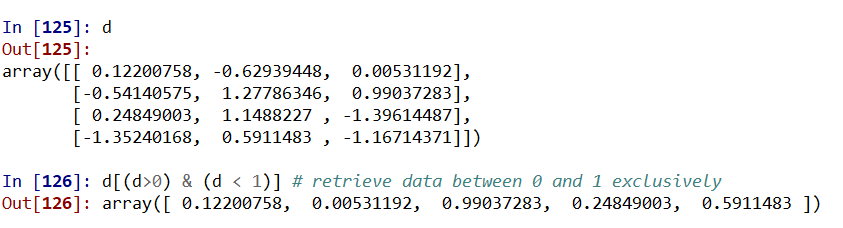 In [125]: d
Out[125]:
array([[ 0.12200758, -0.62939448,  0.00531192],
       [-0.54140575,  1.27786346,  0.99037283],
       [ 0.24849003,  1.1488227 , -1.39614487],
       [-1.35240168,  0.5911483 , -1.16714371]])
In [126]: d[(d>0) & (d < 1)] # retrieve data between 0 and 1 exclusively
Out[126]: array([ 0.12200758,  0.00531192,  0.99037283,  0.24849003,  0.5911483 ])